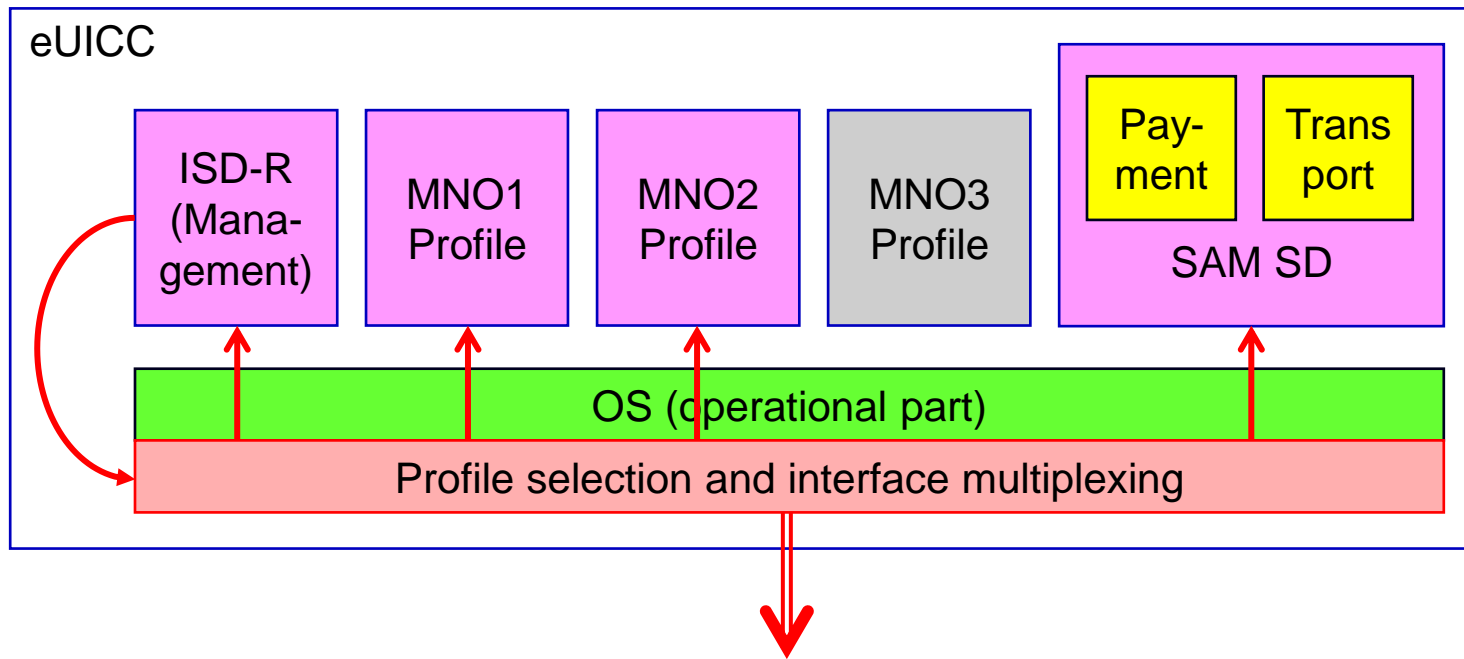 eUICC
ISD-R
(Mana-
gement)
MNO1
Profile
MNO2
Profile
MNO3
Profile
Pay-
ment
Trans
port
SAM SD
OS (operational part)
Profile selection and interface multiplexing